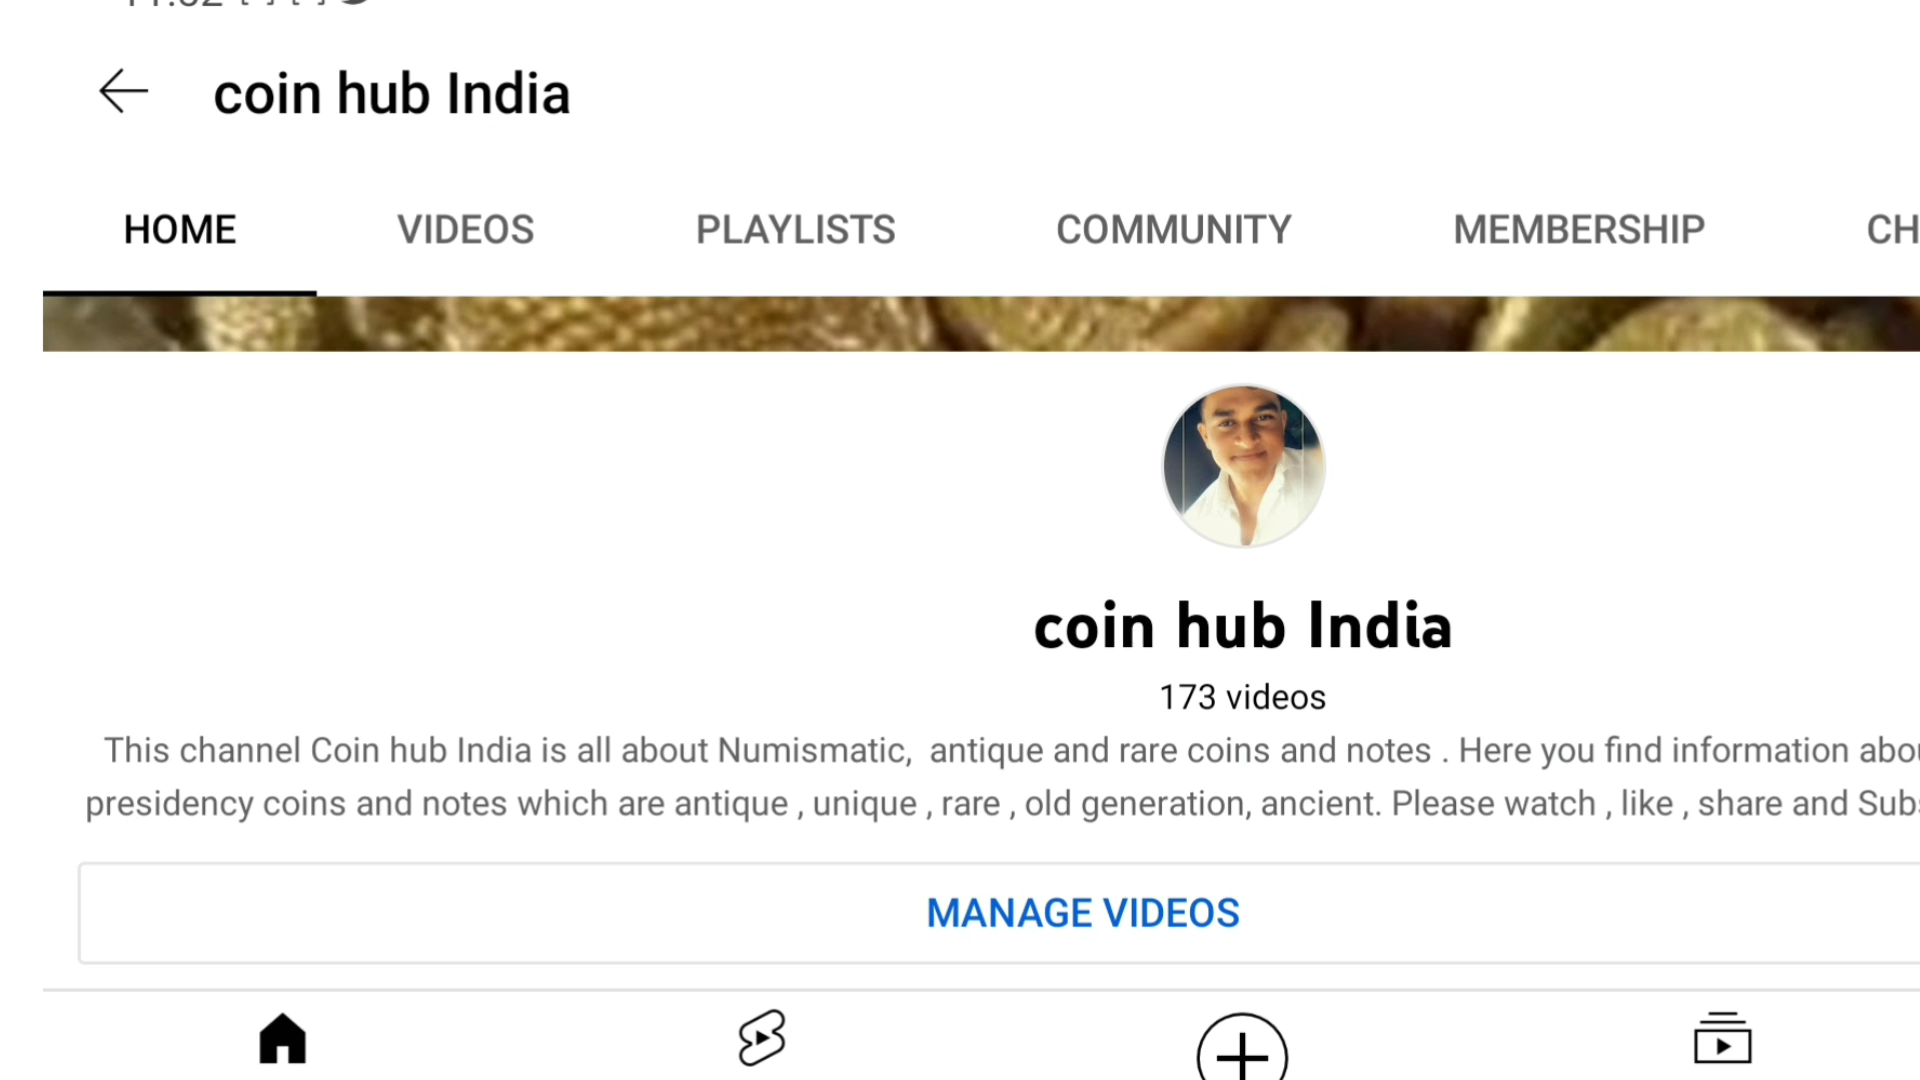 coin hub India
HOME VIDEOS PLAYLISTS COMMUNITY MEMBERSHIP
coin hub India
173 videos
This channel Coin hub India is all about Numismatic, antique and rare coins and notes . Here you find information
presidency coins and notes which are antique , unique , rare , old generation, ancient. Please watch , like , share and
MANAGE VIDEOS